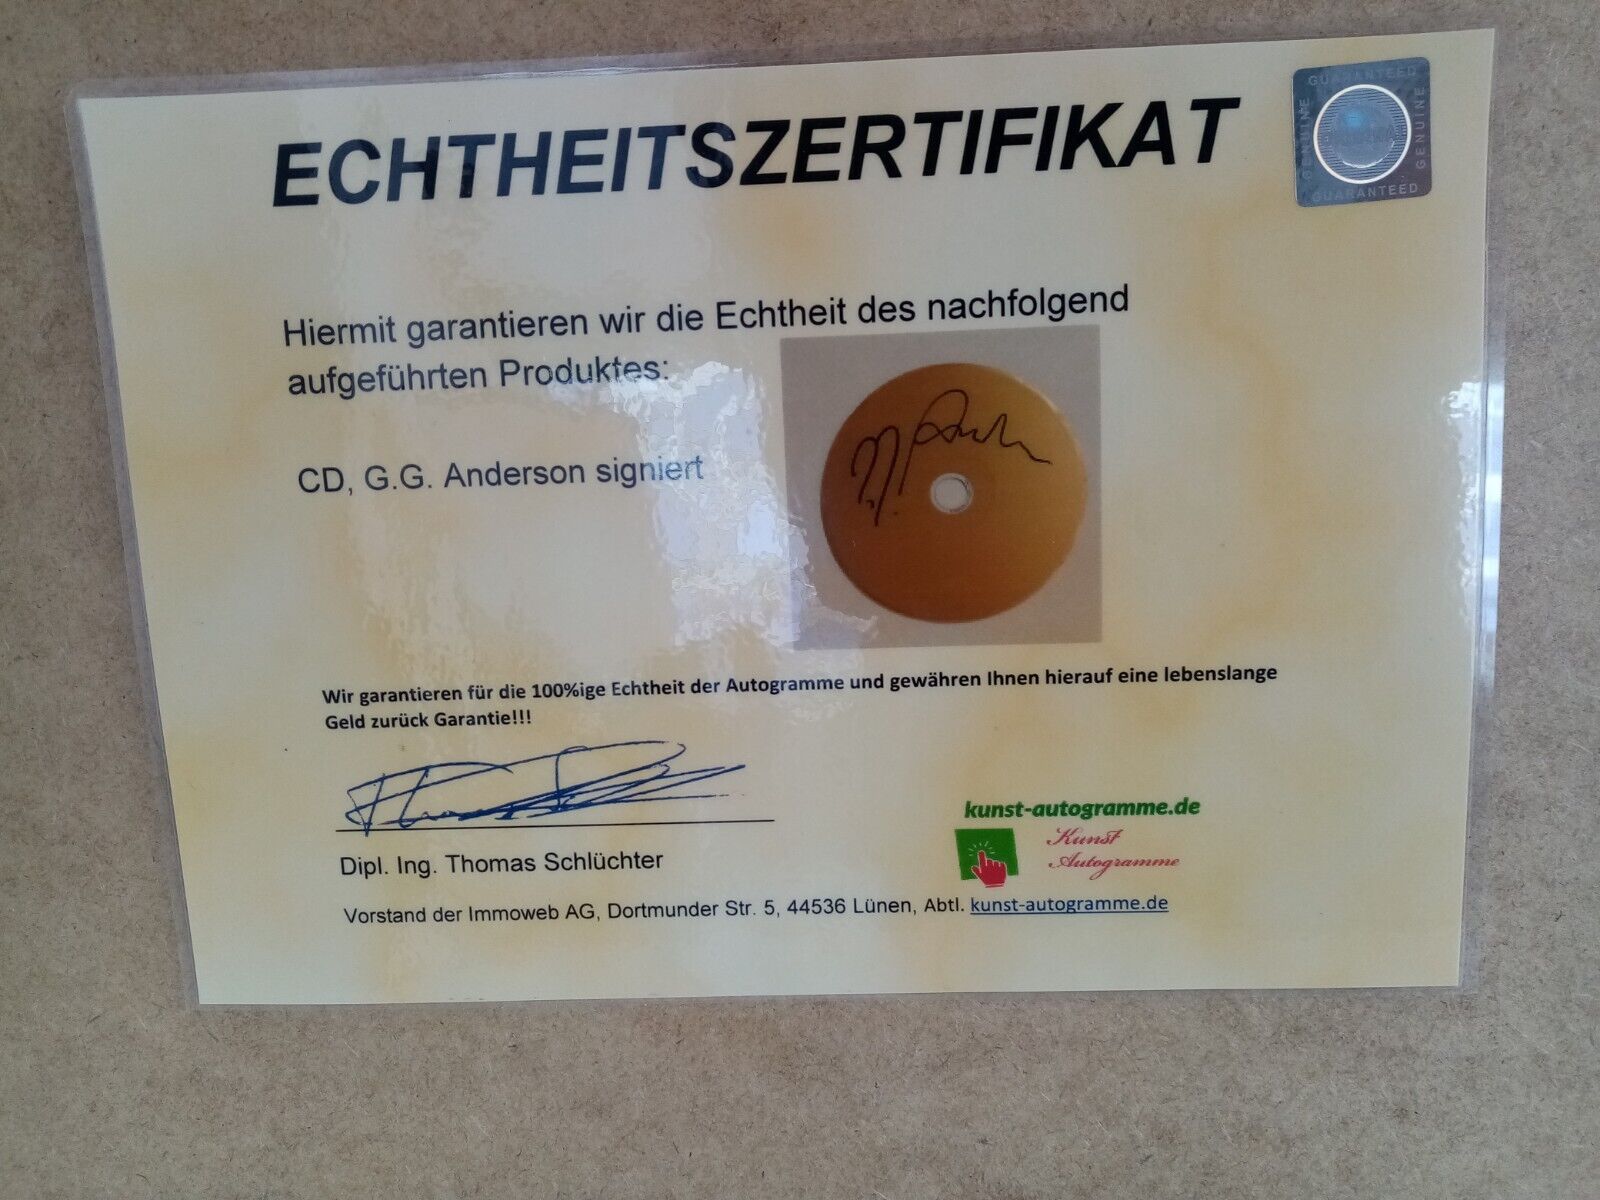 ECHTHEITSZERTIFIKAT
GUARANTEED
GENUINE
GENUINE
GUARANTEED
Hiermit garantieren wir die Echtheit des nachfolgend
aufgeführten Produktes:
CD, G.G. Anderson signiert
Wir garantieren für die 100%ige Echtheit der Autogramme und gewähren Ihnen hierauf eine lebenslange
Geld zurück Garantie!!!
Dipl. Ing. Thomas Schlüchter
kunst-autogramme.de
Kunst
Autogramme
Vorstand der Immoweb AG, Dortmunder Str. 5, 44536 Lünen, Abtl. kunst-autogramme.de